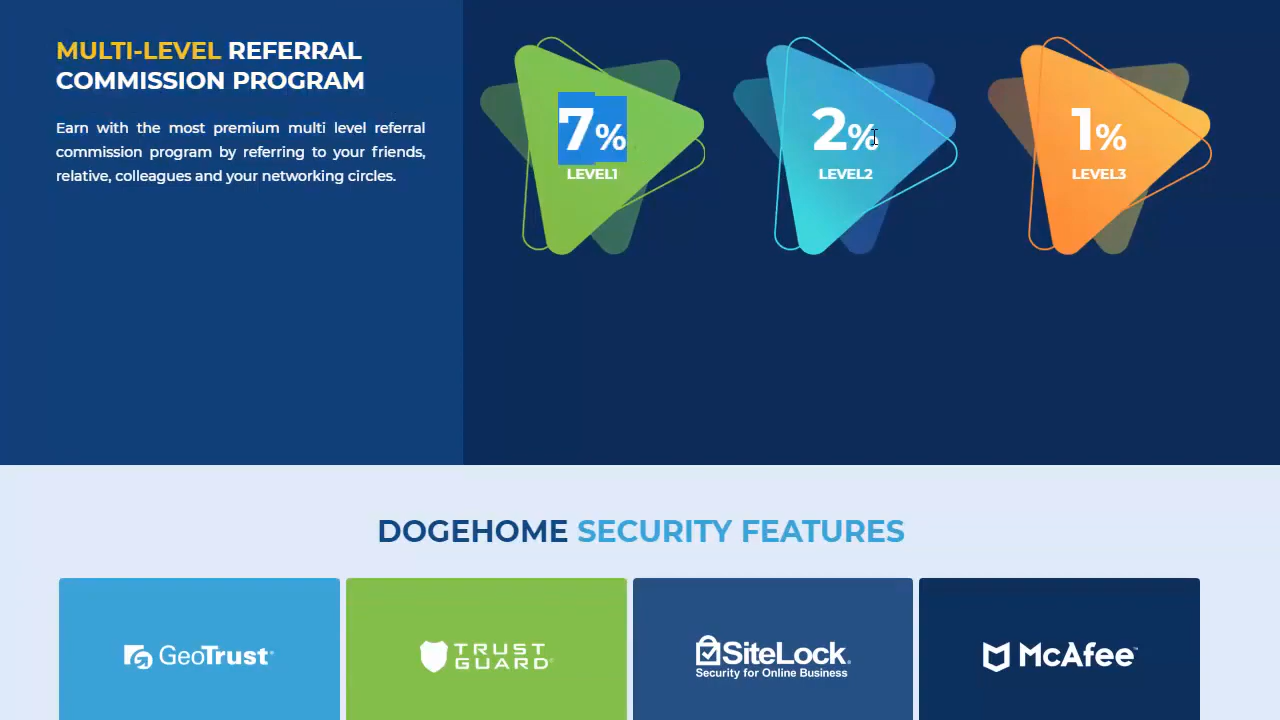 MULTI-LEVEL REFERRAL
COMMISSION PROGRAM
Earn with the most premium multi level referral
commission program by referring to your friends,
relative, colleagues and your networking circles.
7%
LEVEL1
2%
LEVEL2
1%
LEVEL3
DOGEHOME SECURITY FEATURES
GeoTrust®
TRUST
GUARD®
SiteLock®
Security for Online Business
McAfee™